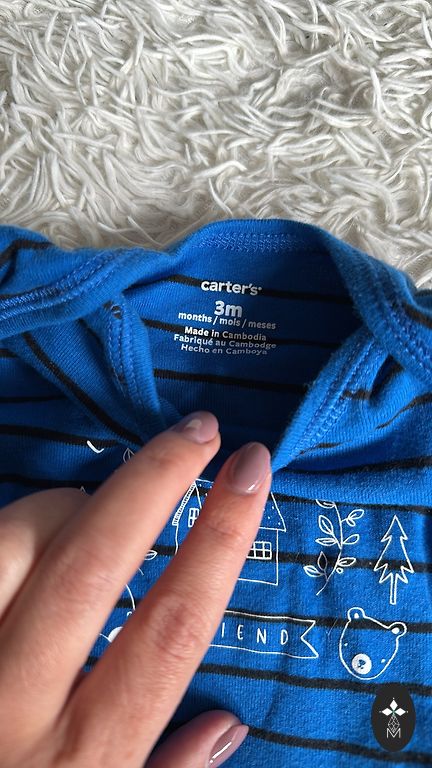 carter's
3m
months / mois / meses
Made in Cambodia
Fabriqué au Cambodge
Hecho en Camboya
IEND
M